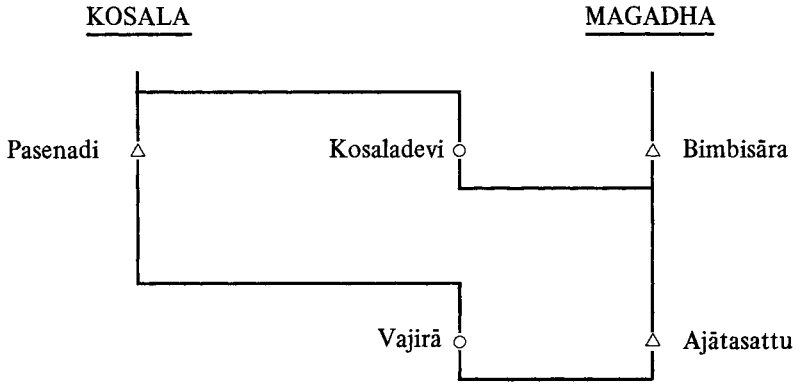 KOSALA MAGADHA
Pasenadi Kosaladevi Bimbisāra
Vajirā Ajātasattu